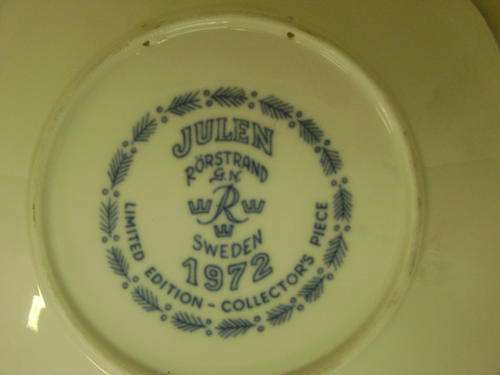 JULEN
RÖRSTRAND
G.N
R
SWEDEN
1972
LIMITED EDITION - COLLECTOR'S PIECE